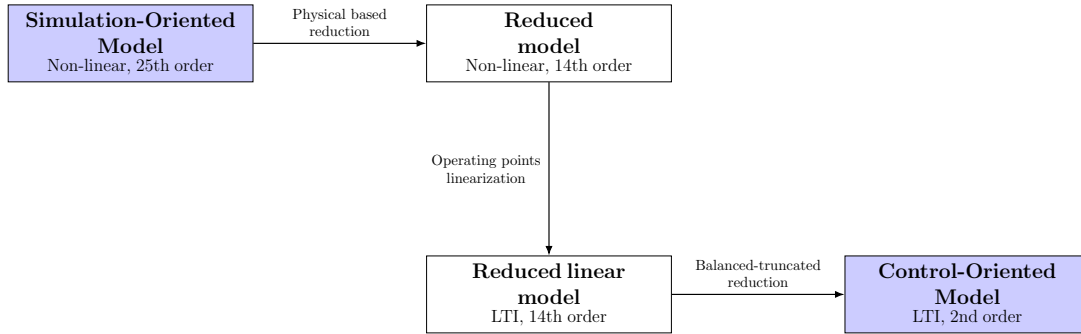 Simulation-Oriented
Model
Non-linear, 25th order
Physical based
reduction
Reduced
model
Non-linear, 14th order
Operating points
linearization
Reduced linear
model
LTI, 14th order
Balanced-truncated
reduction
Control-Oriented
Model
LTI, 2nd order